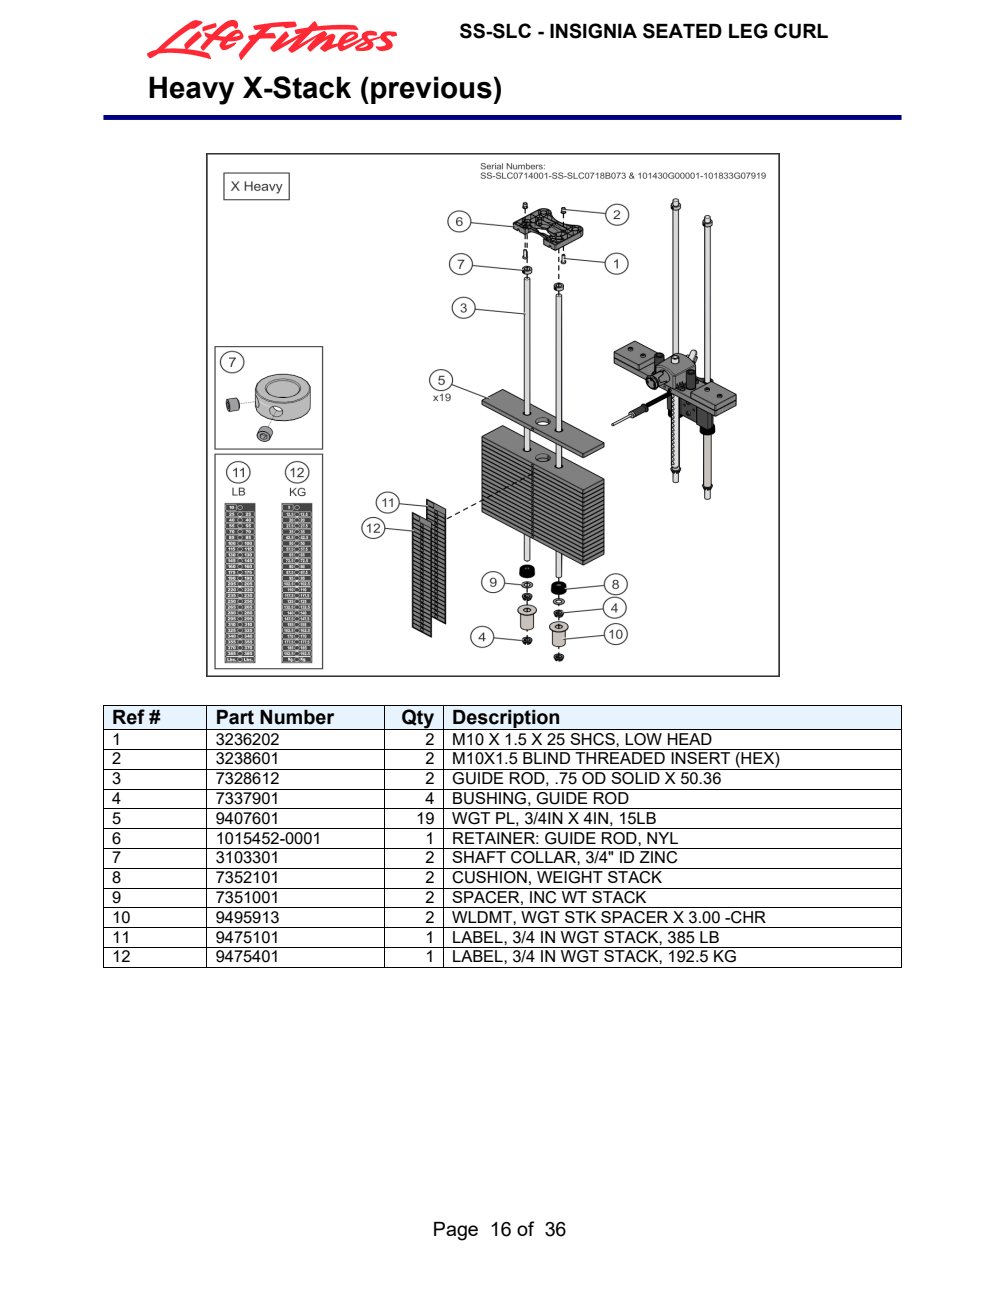 Life Fitness
SS-SLC - INSIGNIA SEATED LEG CURL
Heavy X-Stack (previous)
Serial Numbers:
SS-SLC0714001-SS-SLC0718B073 & 101430G00001-101833G07919
X Heavy
6
2
7
1
3
7
5
x19
11
12
LB
KG
11
12
9
8
4
4
10
Ref # Part Number Qty Description
1 3236202 2 M10 X 1.5 X 25 SHCS, LOW HEAD
2 3238601 2 M10X1.5 BLIND THREADED INSERT (HEX)
3 7328612 2 GUIDE ROD, .75 OD SOLID X 50.36
4 7337901 4 BUSHING, GUIDE ROD
5 9407601 19 WGT PL, 3/4IN X 4IN, 15LB
6 1015452-0001 1 RETAINER: GUIDE ROD, NYL
7 3103301 2 SHAFT COLLAR, 3/4" ID ZINC
8 7352101 2 CUSHION, WEIGHT STACK
9 7351001 2 SPACER, INC WT STACK
10 9495913 2 WLDMT, WGT STK SPACER X 3.00 -CHR
11 9475101 1 LABEL, 3/4 IN WGT STACK, 385 LB
12 9475401 1 LABEL, 3/4 IN WGT STACK, 192.5 KG
Page 16 of 36